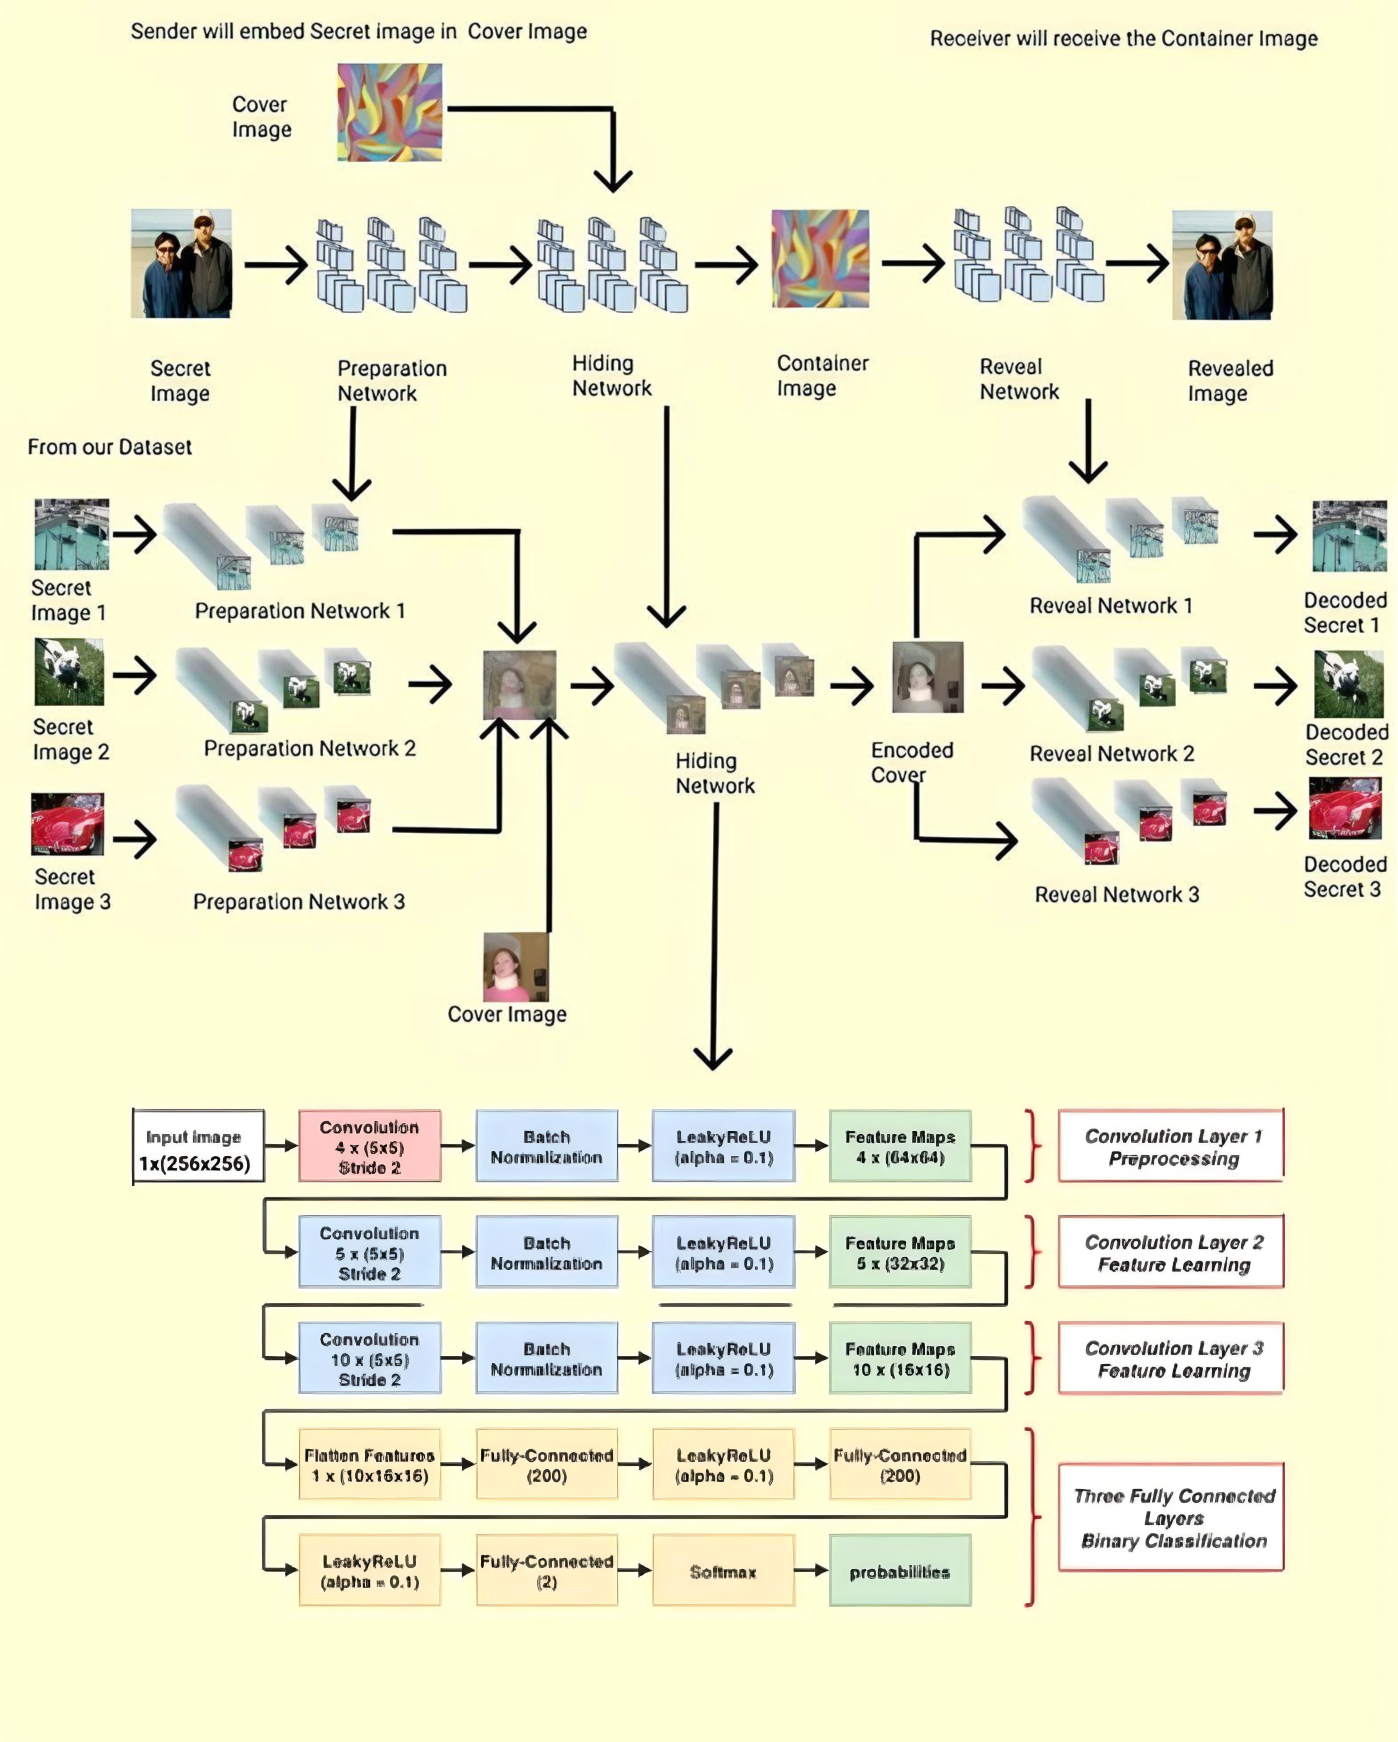 Sender will embed Secret image in Cover Image
Receiver will receive the Container Image
Cover
Image
Secret
Image
Preparation
Network
Hiding
Network
Container
Image
Reveal
Network
Revealed
Image
From our Dataset
Secret
Image 1
Preparation Network 1
Reveal Network 1
Decoded
Secret 1
Secret
Image 2
Preparation Network 2
Hiding
Network
Encoded
Cover
Reveal Network 2
Decoded
Secret 2
Secret
Image 3
Preparation Network 3
Reveal Network 3
Decoded
Secret 3
Cover Image
Input image
1x(256x256)
Convolution
4 x (5x5)
Stride 2
Batch
Normalization
LeakyReLU
(alpha = 0.1)
Feature Maps
4 x (64x64)
Convolution Layer 1
Preprocessing
Convolution
5 x (5x5)
Stride 2
Batch
Normalization
LeakyReLU
(alpha = 0.1)
Feature Maps
5 x (32x32)
Convolution Layer 2
Feature Learning
Convolution
10 x (5x5)
Stride 2
Batch
Normalization
LeakyReLU
(alpha = 0.1)
Feature Maps
10 x (16x16)
Convolution Layer 3
Feature Learning
Flatten Features
1 x (10x16x16)
Fully-Connected
(200)
LeakyReLU
(alpha = 0.1)
Fully-Connected
(200)
Three Fully Connected
Layers
Binary Classification
LeakyReLU
(alpha = 0.1)
Fully-Connected
(2)
Softmax
probabilities